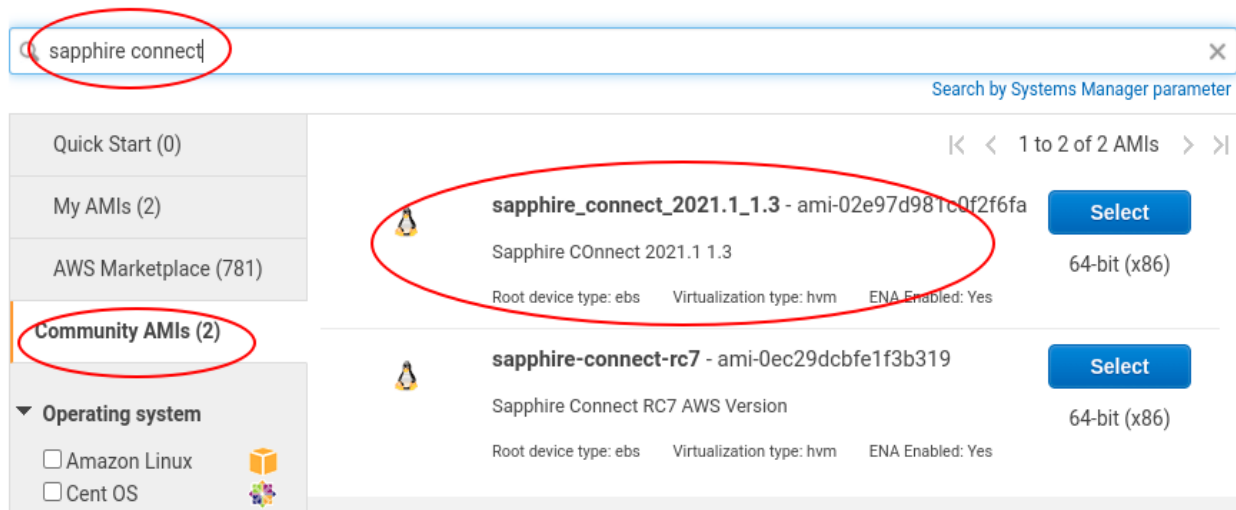 sapphire connect
Search by Systems Manager parameter
Quick Start (0)
My AMIs (2)
AWS Marketplace (781)
Community AMIs (2)
Operating system
Amazon Linux
Cent OS
1 to 2 of 2 AMIs
sapphire_connect_2021.1_1.3 - ami-02e97d981c0f2f6fa
Select
Sapphire COnnect 2021.1 1.3
64-bit (x86)
Root device type: ebs Virtualization type: hvm ENA Enabled: Yes
sapphire-connect-rc7 - ami-0ec29dcbfe1f3b319
Select
Sapphire Connect RC7 AWS Version
64-bit (x86)
Root device type: ebs Virtualization type: hvm ENA Enabled: Yes